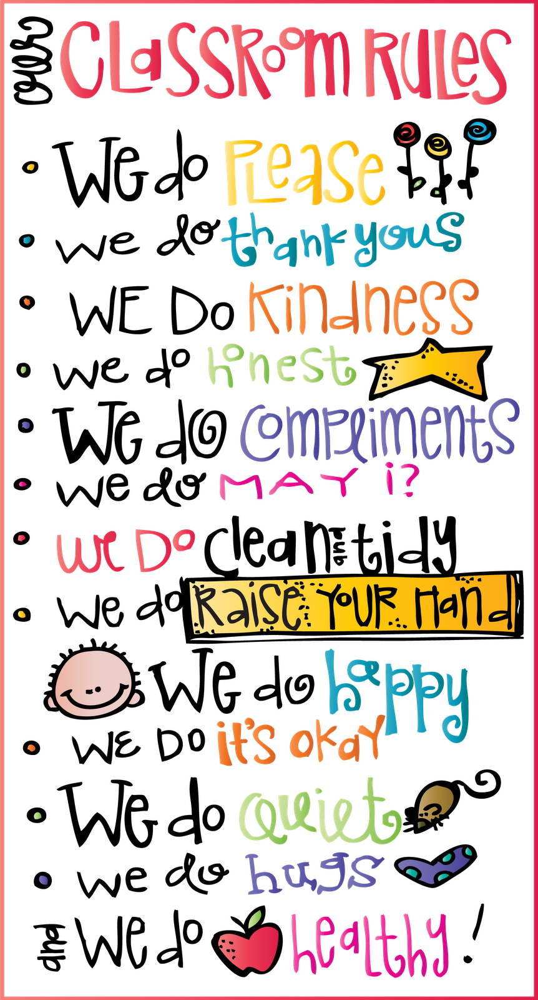 our CLaSSRooM RULeS
We do PLeaSe
we do thank yous
WE Do KindneSS
we do honest
We do CompLiments
we do MAY i?
we Do clean and tidy
we do RaiSe YoUR Hand
We do happy
WE DO it's okay
We do Quiet
we do hugs
and We do healthy!